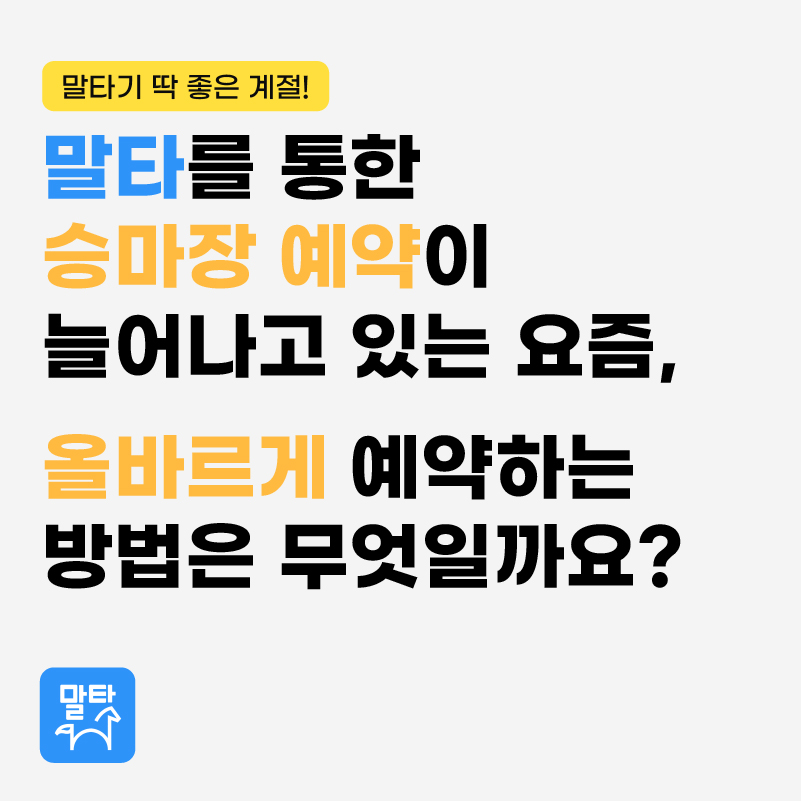 말타기 딱 좋은 계절!
말타를 통한
승마장 예약이
늘어나고 있는 요즘,
올바르게 예약하는
방법은 무엇일까요?
말타